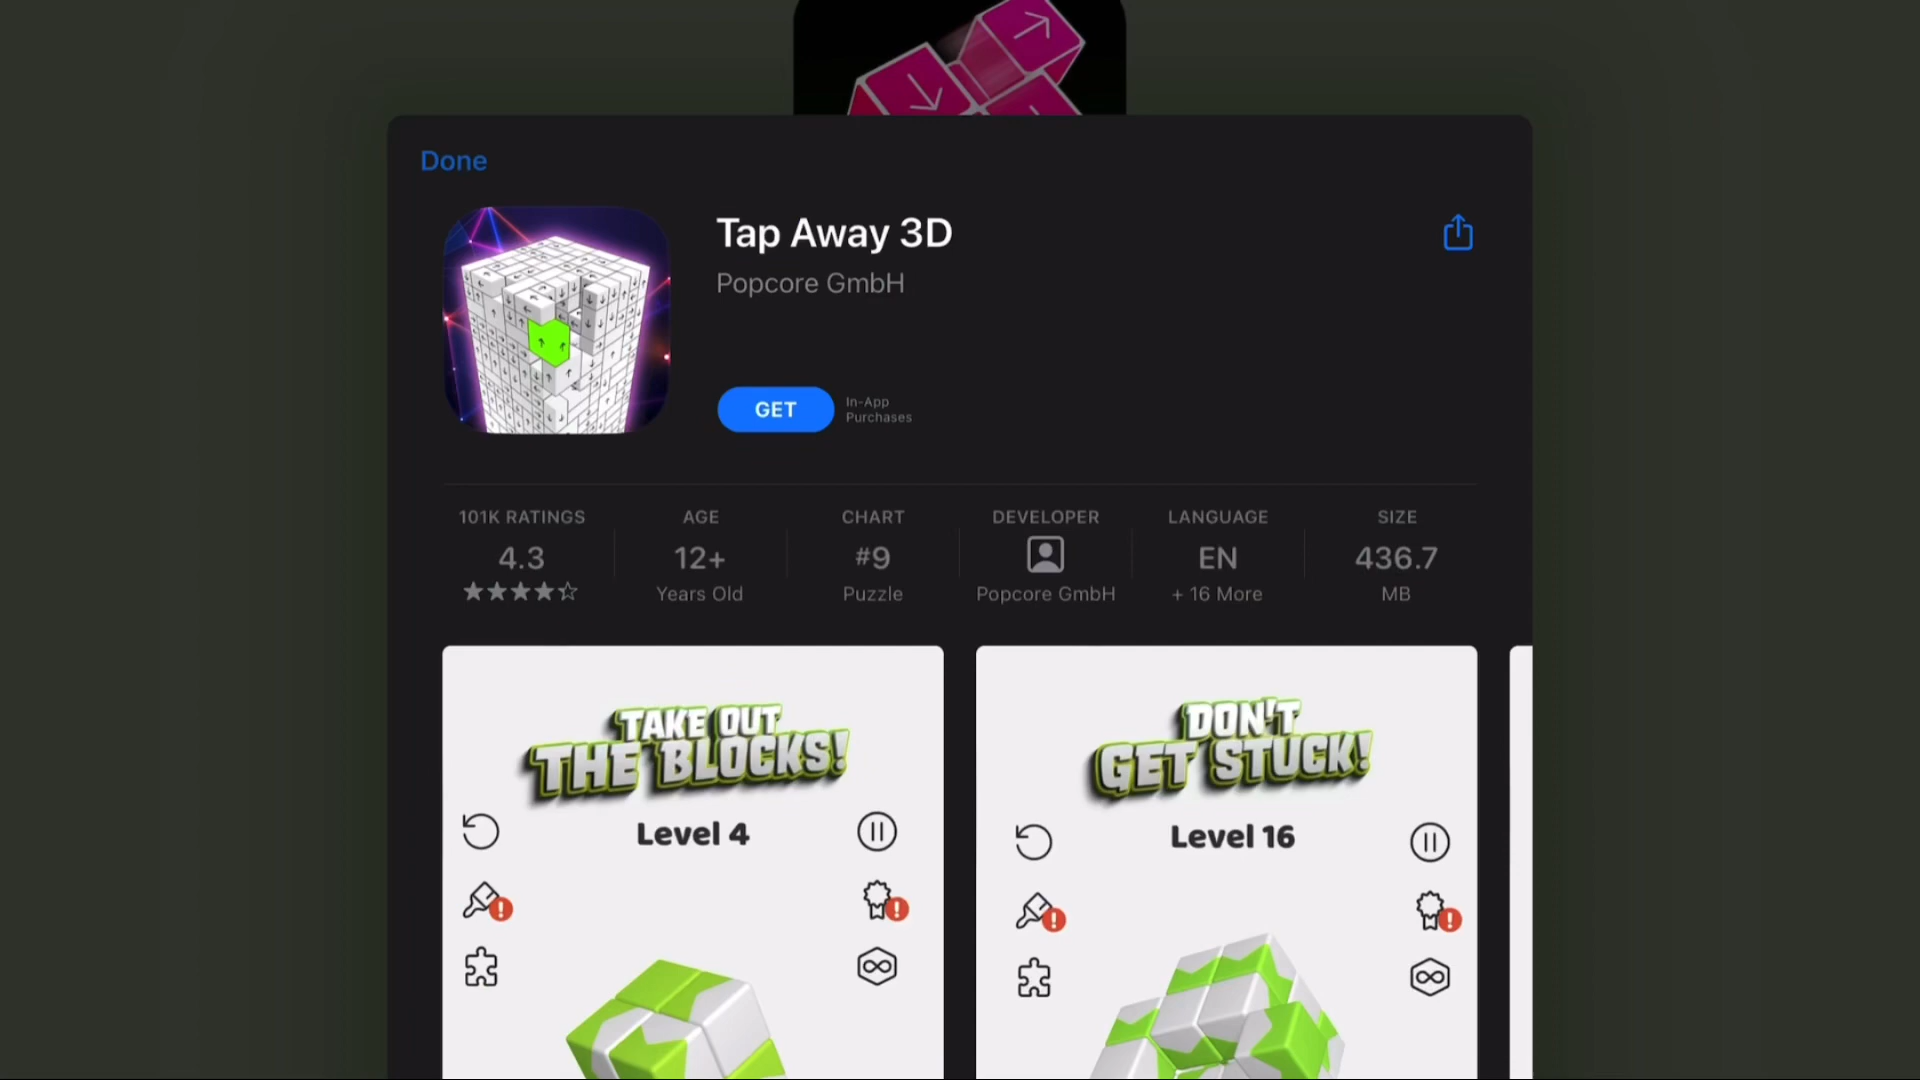 Done
Tap Away 3D
Popcore GmbH
GET
In-App
Purchases
101K RATINGS
4.3
AGE
12+
Years Old
CHART
#9
Puzzle
DEVELOPER
Popcore GmbH
LANGUAGE
EN
+ 16 More
SIZE
436.7
MB
TAKE OUT
THE BLOCKS!
Level 4
DON'T
GET STUCK!
Level 16